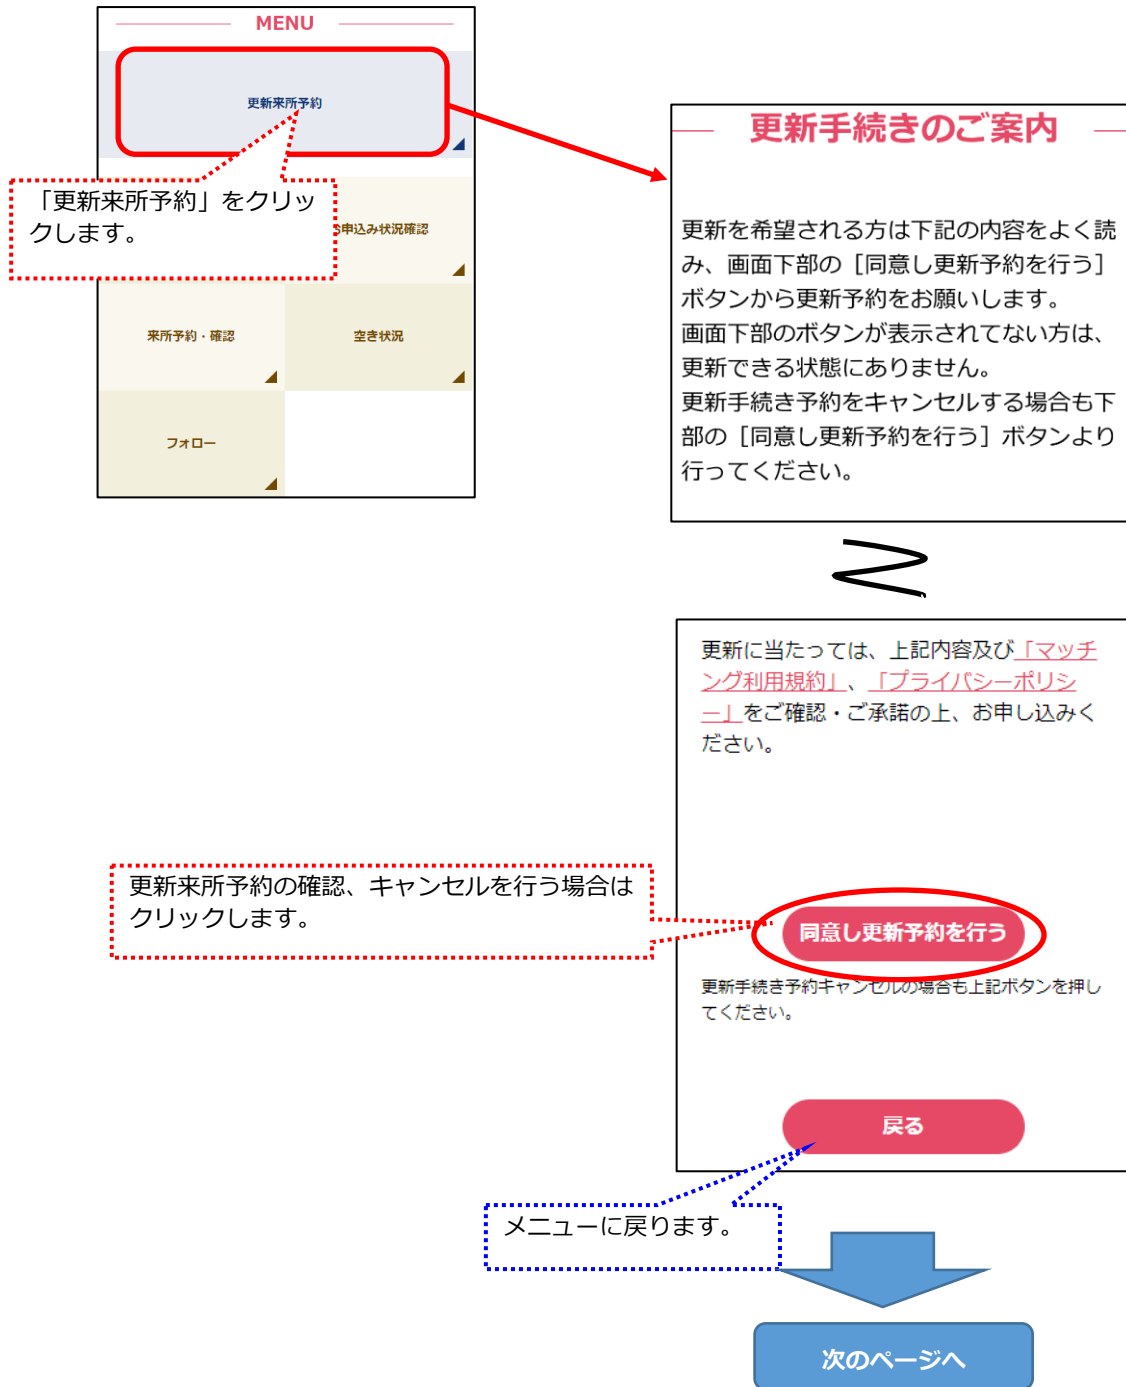 MENU
更新来所予約
「更新来所予約」をクリッ
クします。
申込み状況確認
来所予約・確認
空き状況
フォロー
更新手続きのご案内
更新を希望される方は下記の内容をよく読
み、画面下部の［同意し更新予約を行う］
ボタンから更新予約をお願いします。
画面下部のボタンが表示されてない方は、
更新できる状態にありません。
更新手続き予約をキャンセルする場合も下
部の［同意し更新予約を行う］ボタンより
行ってください。
更新に当たっては、上記内容及び「マッチ
ング利用規約」、「プライバシーポリシ
ー」をご確認・ご承諾の上、お申し込みく
ださい。
更新来所予約の確認、キャンセルを行う場合は
クリックします。
同意し更新予約を行う
更新手続き予約キャンセルの場合も上記ボタンを押し
てください。
戻る
メニューに戻ります。
次のページへ